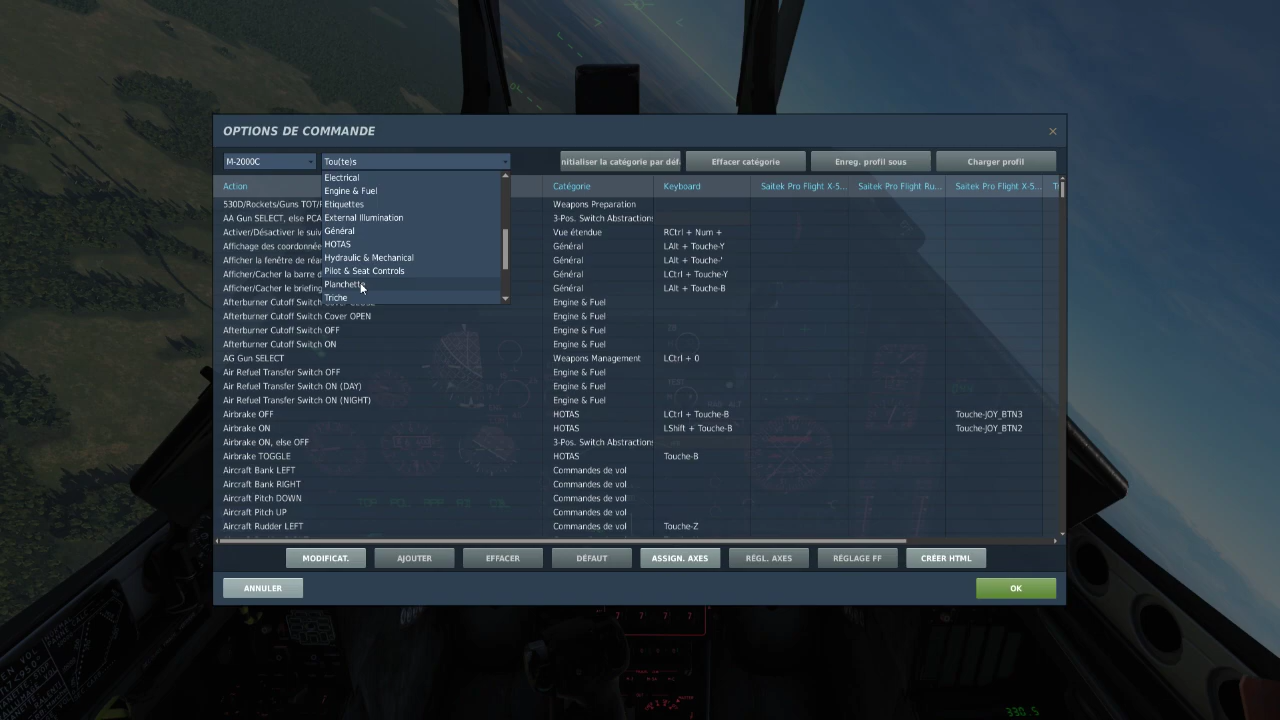 OPTIONS DE COMMANDE
M-2000C
Tou(te)s
nitialiser la catégorie par déf.
Effacer catégorie
Enreg. profil sous
Charger profil
Action
Catégorie
Keyboard
Saitek Pro Flight X-5...
Saitek Pro Flight Ru...
Saitek Pro Flight X-5...
Electrical
Engine & Fuel
Etiquettes
External Illumination
Général
HOTAS
Hydraulic & Mechanical
Pilot & Seat Controls
Planchette
Triche
530D/Rockets/Guns TOT/ Weapons Preparation
AA Gun SELECT, else PCA 3-Pos. Switch Abstractions
Activer/Désactiver le suiv Vue étendue RCtrl + Num +
Affichage des coordonnée Général LAlt + Touche-Y
Afficher la fenêtre de réa Général LAlt + Touche-'
Afficher/Cacher la barre d Général LCtrl + Touche-Y
Afficher/Cacher le briefing Général LAlt + Touche-B
Afterburner Cutoff Switch Engine & Fuel
Afterburner Cutoff Switch Cover OPEN Engine & Fuel
Afterburner Cutoff Switch OFF Engine & Fuel
Afterburner Cutoff Switch ON Engine & Fuel
AG Gun SELECT Weapons Management LCtrl + 0
Air Refuel Transfer Switch OFF Engine & Fuel
Air Refuel Transfer Switch ON (DAY) Engine & Fuel
Air Refuel Transfer Switch ON (NIGHT) Engine & Fuel
Airbrake OFF HOTAS LCtrl + Touche-B Touche-JOY_BTN3
Airbrake ON HOTAS LShift + Touche-B Touche-JOY_BTN2
Airbrake ON, else OFF 3-Pos. Switch Abstractions
Airbrake TOGGLE HOTAS Touche-B
Aircraft Bank LEFT Commandes de vol
Aircraft Bank RIGHT Commandes de vol
Aircraft Pitch DOWN Commandes de vol
Aircraft Pitch UP Commandes de vol
Aircraft Rudder LEFT Commandes de vol Touche-Z
MODIFICAT.
AJOUTER
EFFACER
DÉFAUT
ASSIGN. AXES
RÉGL. AXES
RÉGLAGE FF
CRÉER HTML
ANNULER
OK
330.5